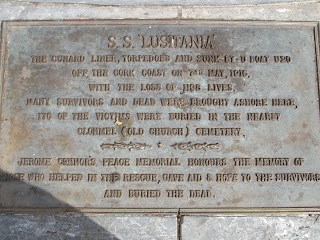 S.S. 'LUSITANIA'
THE CUNARD LINER, TORPEDOED AND SUNK BY U BOAT U20
OFF THE CORK COAST ON 7TH MAY, 1915,
WITH THE LOSS OF 1198 LIVES.
MANY SURVIVORS AND DEAD WERE BROUGHT ASHORE HERE,
170 OF THE VICTIMS WERE BURIED IN THE NEARBY
CLONMEL (OLD CHURCH) CEMETERY.
JEROME CONNOR'S, PEACE MEMORIAL HONOURS THE MEMORY OF
THOSE WHO HELPED IN THE RESCUE, GAVE AID & HOPE TO THE SURVIVORS
AND BURIED THE DEAD.